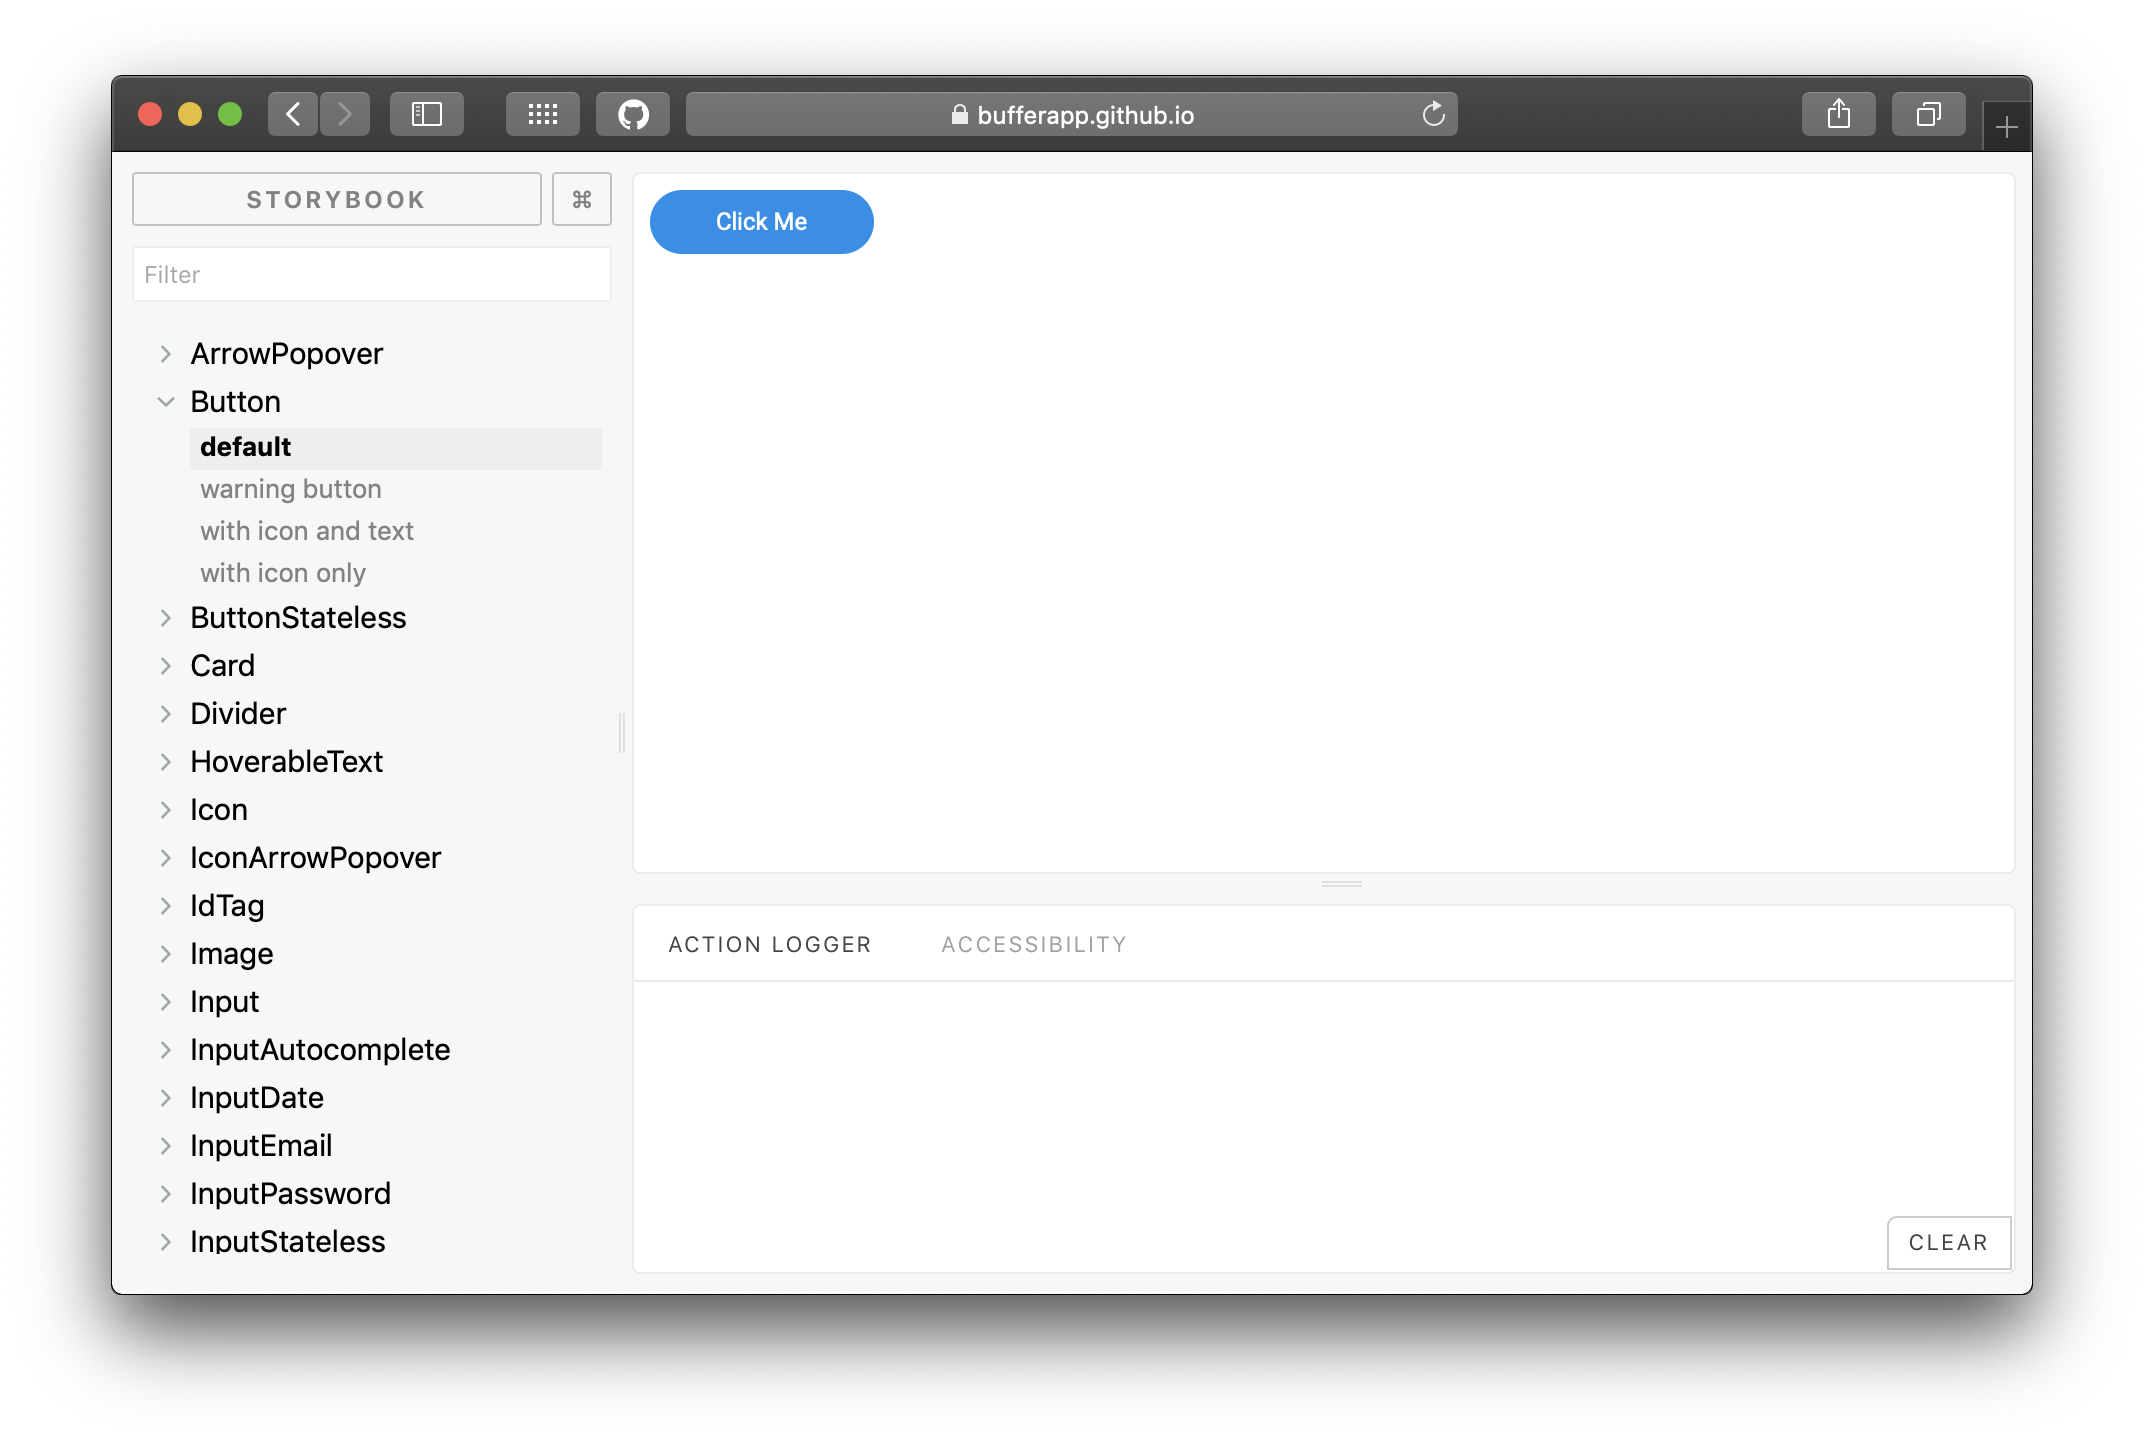 bufferapp.github.io
STORYBOOK
⌘
Filter
ArrowPopover
Button
default
warning button
with icon and text
with icon only
ButtonStateless
Card
Divider
HoverableText
Icon
IconArrowPopover
IdTag
Image
Input
InputAutocomplete
InputDate
InputEmail
InputPassword
InputStateless
Click Me
ACTION LOGGER
ACCESSIBILITY
CLEAR